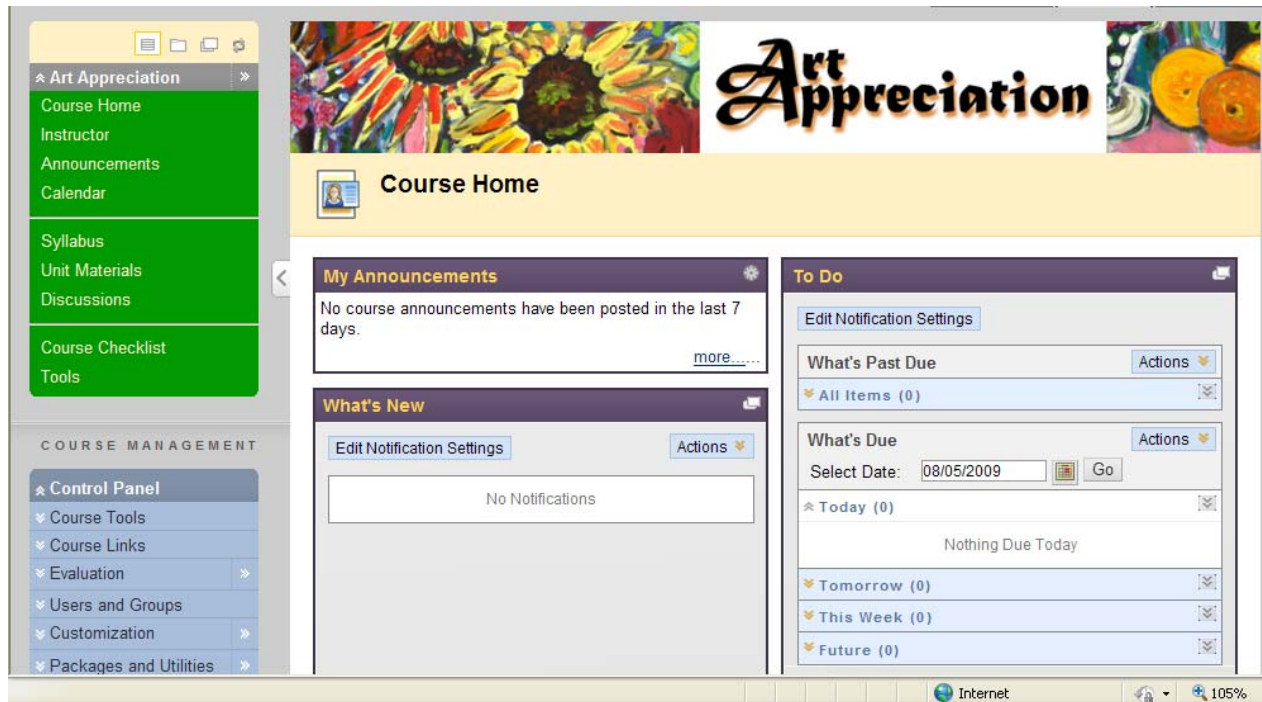 Art Appreciation
Course Home
Instructor
Announcements
Calendar
Syllabus
Unit Materials
Discussions
Course Checklist
Tools
COURSE MANAGEMENT
Control Panel
Course Tools
Course Links
Evaluation
Users and Groups
Customization
Packages and Utilities
Art
Appreciation
Course Home
My Announcements
No course announcements have been posted in the last 7
days.
more......
What's New
Edit Notification Settings
Actions
No Notifications
To Do
Edit Notification Settings
What's Past Due
Actions
All Items (0)
What's Due
Actions
Select Date: 08/05/2009 Go
Today (0)
Nothing Due Today
Tomorrow (0)
This Week (0)
Future (0)
Internet
105%